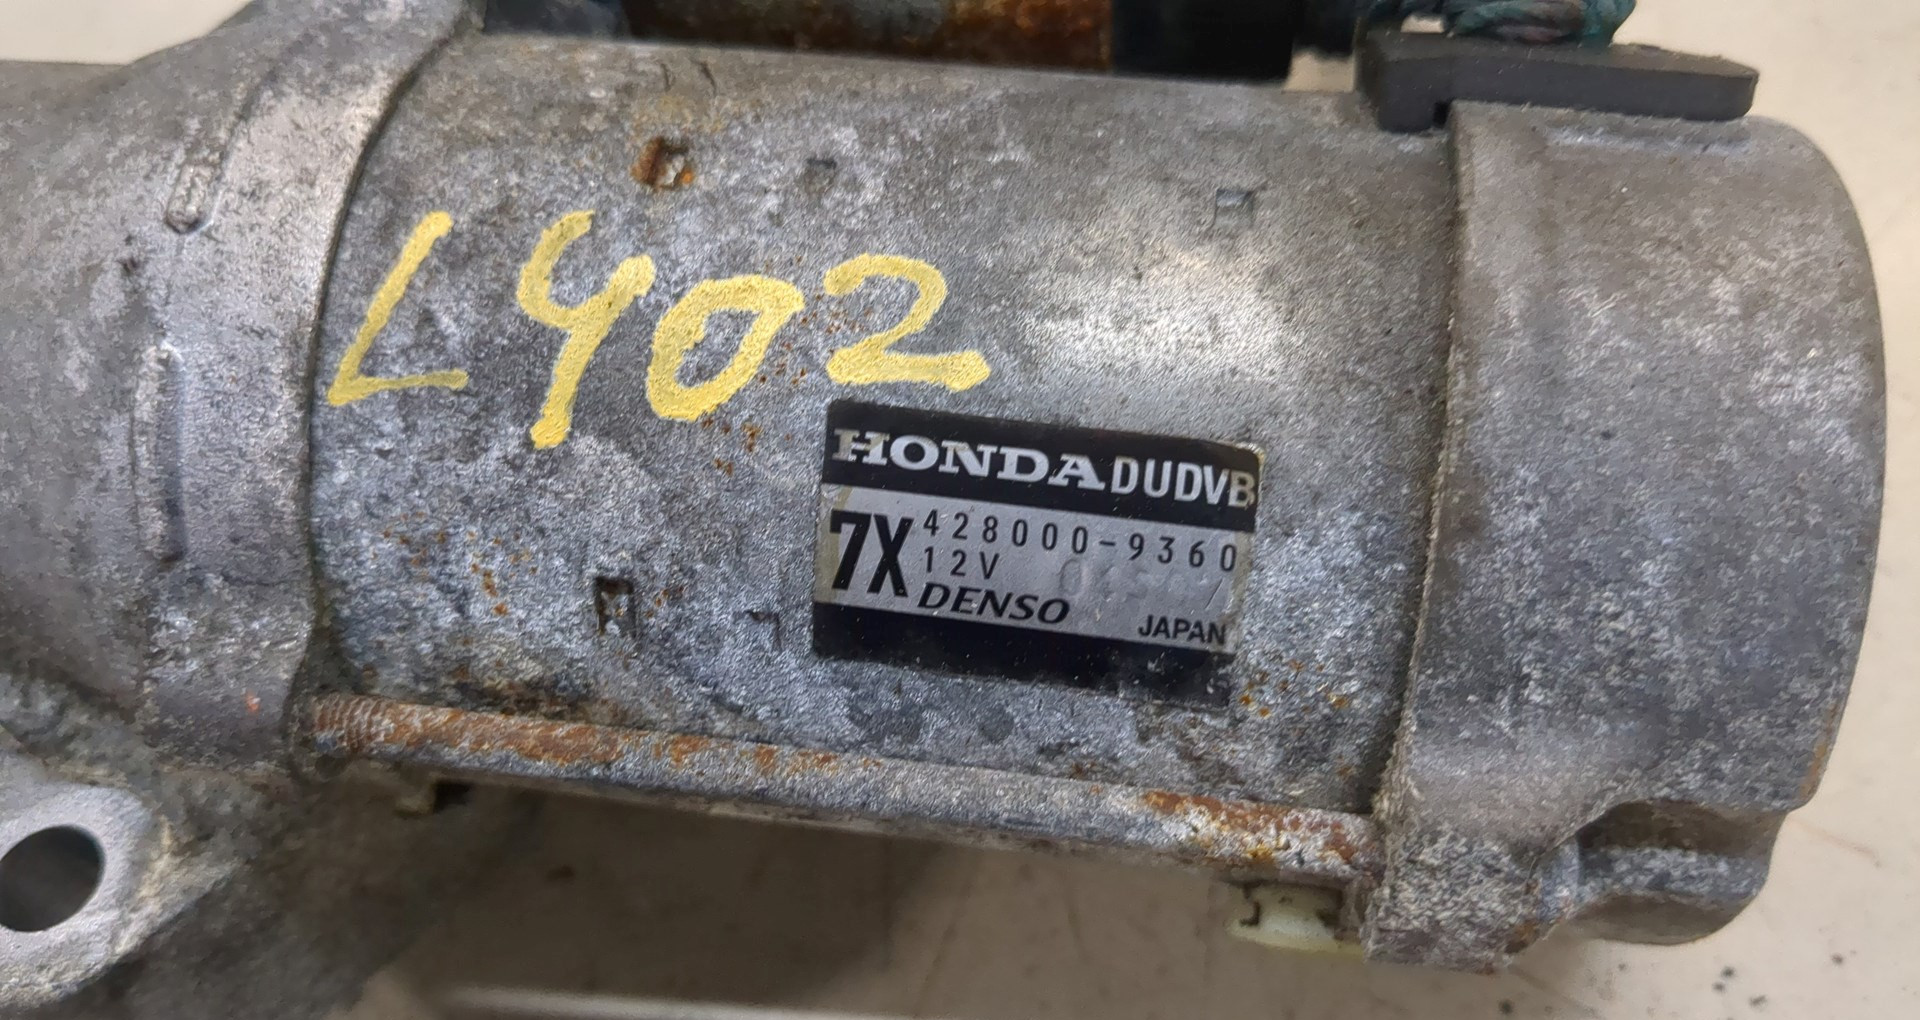 L402
HONDA DUDVB
7X 428000-9360
12V
DENSO JAPAN